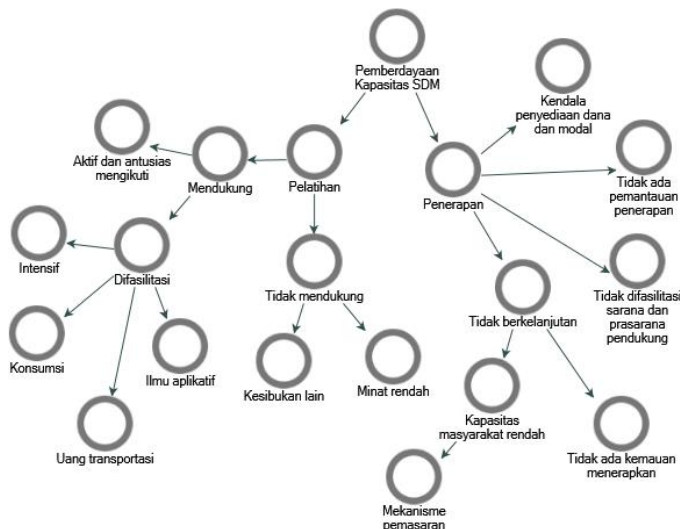 Pemberdayaan
Kapasitas SDM
Kendala
penyediaan dana
dan modal
Aktif dan antusias
mengikuti
Mendukung
Pelatihan
Penerapan
Tidak ada
pemantauan
penerapan
Intensif
Difasilitasi
Tidak mendukung
Tidak berkelanjutan
Tidak difasilitasi
sarana dan
prasarana
pendukung
Konsumsi
Ilmu aplikatif
Kesibukan lain
Minat rendah
Kapasitas
masyarakat rendah
Uang transportasi
Tidak ada kemauan
menerapkan
Mekanisme
pemasaran